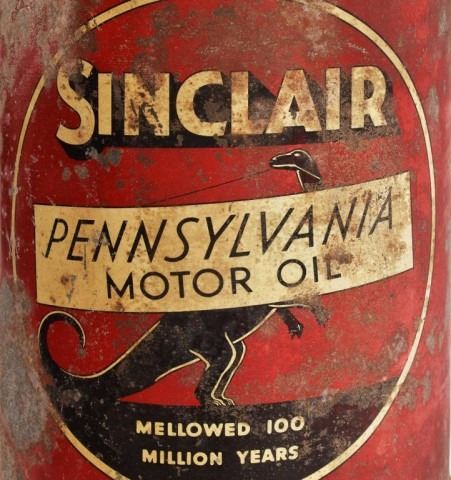 SINCLAIR
PENNSYLVANIA
MOTOR OIL
MELLOWED 100
MILLION YEARS